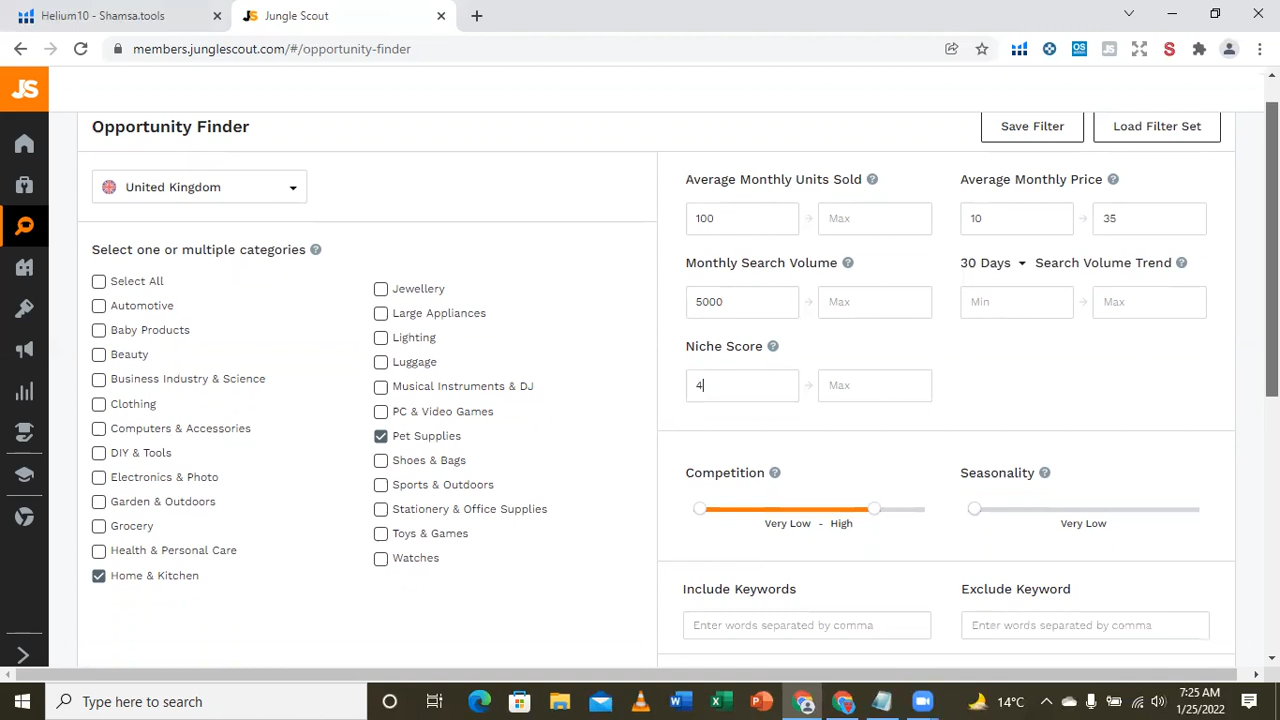 Helium10 - Shamsa.tools
Jungle Scout
members.junglescout.com/#/opportunity-finder
JS
Opportunity Finder
Save Filter
Load Filter Set
United Kingdom
Select one or multiple categories
Select All
Automotive
Baby Products
Beauty
Business Industry & Science
Clothing
Computers & Accessories
DIY & Tools
Electronics & Photo
Garden & Outdoors
Grocery
Health & Personal Care
Home & Kitchen
Jewellery
Large Appliances
Lighting
Luggage
Musical Instruments & DJ
PC & Video Games
Pet Supplies
Shoes & Bags
Sports & Outdoors
Stationery & Office Supplies
Toys & Games
Watches
Average Monthly Units Sold
100
Max
Average Monthly Price
10
35
Monthly Search Volume
5000
Max
30 Days Search Volume Trend
Min
Max
Niche Score
4
Max
Competition
Very Low - High
Seasonality
Very Low
Include Keywords
Enter words separated by comma
Exclude Keyword
Enter words separated by comma
Type here to search
14°C
7:25 AM
1/25/2022